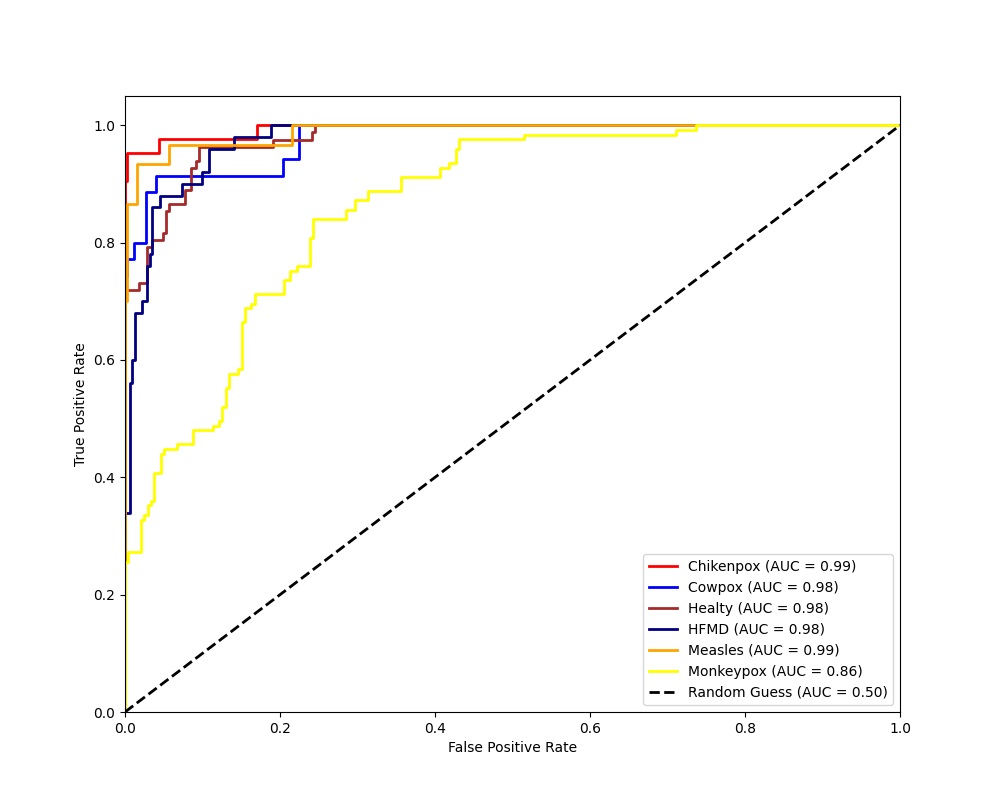 1.0
0.8
0.6
0.4
0.2
0.0
True Positive Rate
0.0 0.2 0.4 0.6 0.8 1.0
False Positive Rate
Chikenpox (AUC = 0.99)
Cowpox (AUC = 0.98)
Healty (AUC = 0.98)
HFMD (AUC = 0.98)
Measles (AUC = 0.99)
Monkeypox (AUC = 0.86)
Random Guess (AUC = 0.50)